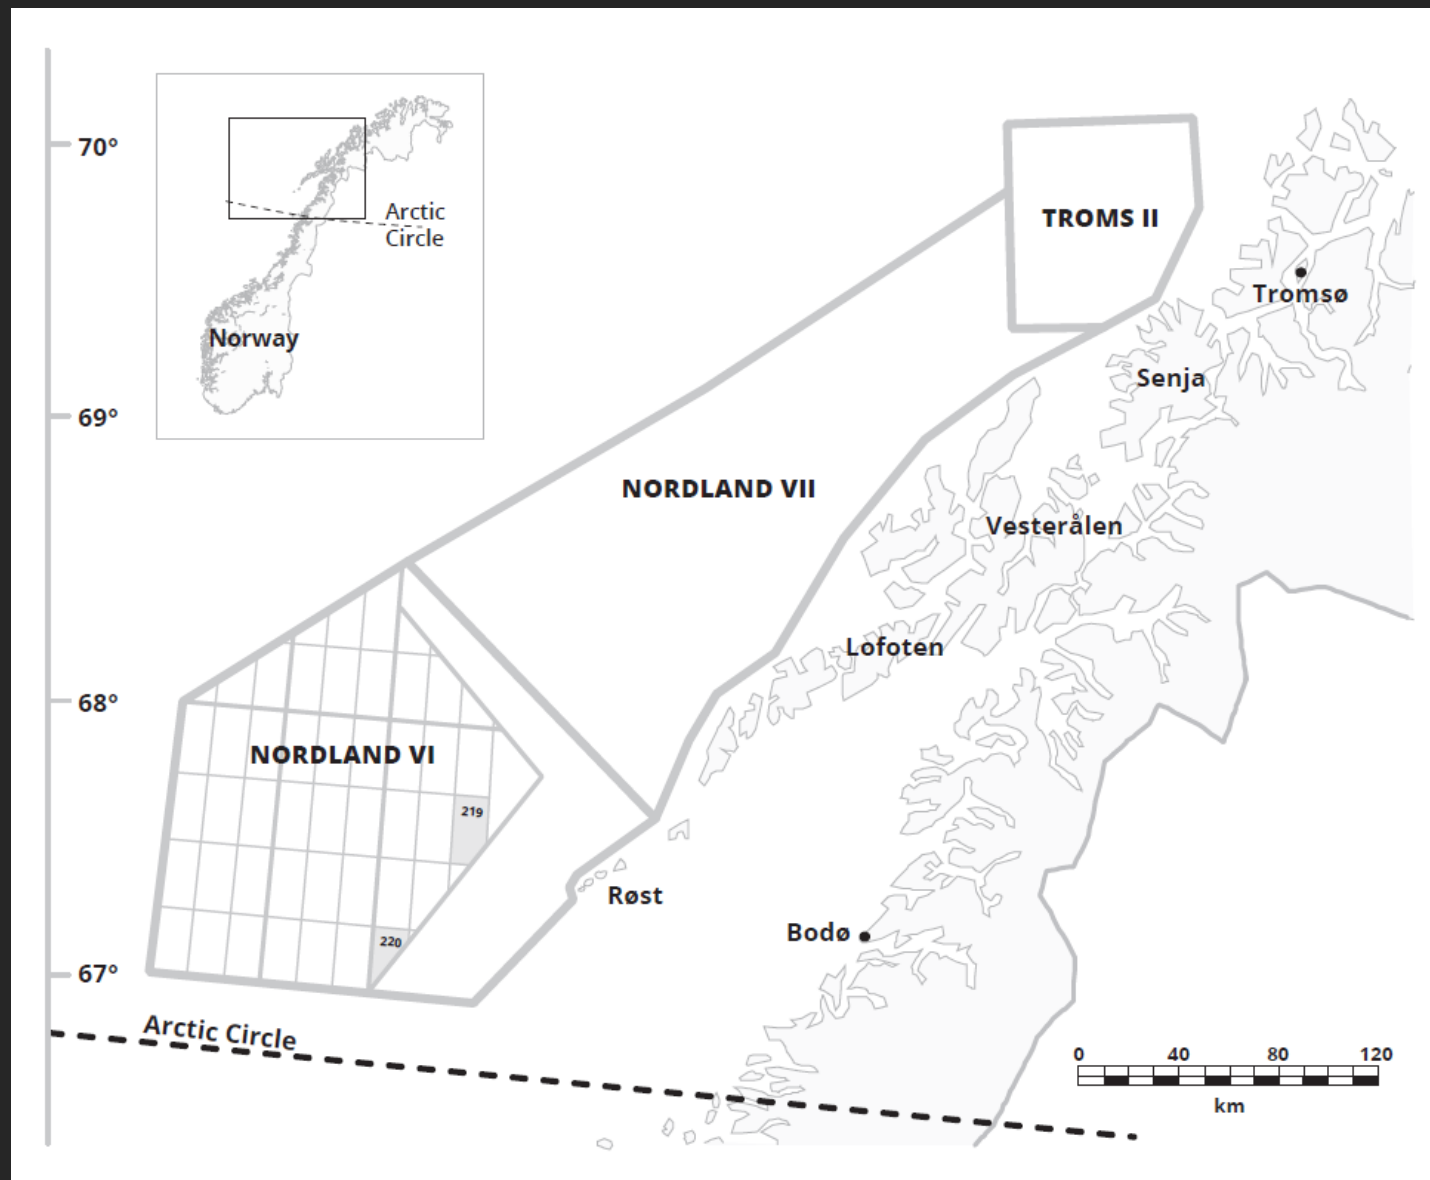 70°
69°
68°
67°
Arctic
Circle
Norway
TROMS II
Tromsø
Senja
NORDLAND VII
Vesterålen
Lofoten
NORDLAND VI
219
220
Røst
Bodø
Arctic Circle
0 40 80 120
km